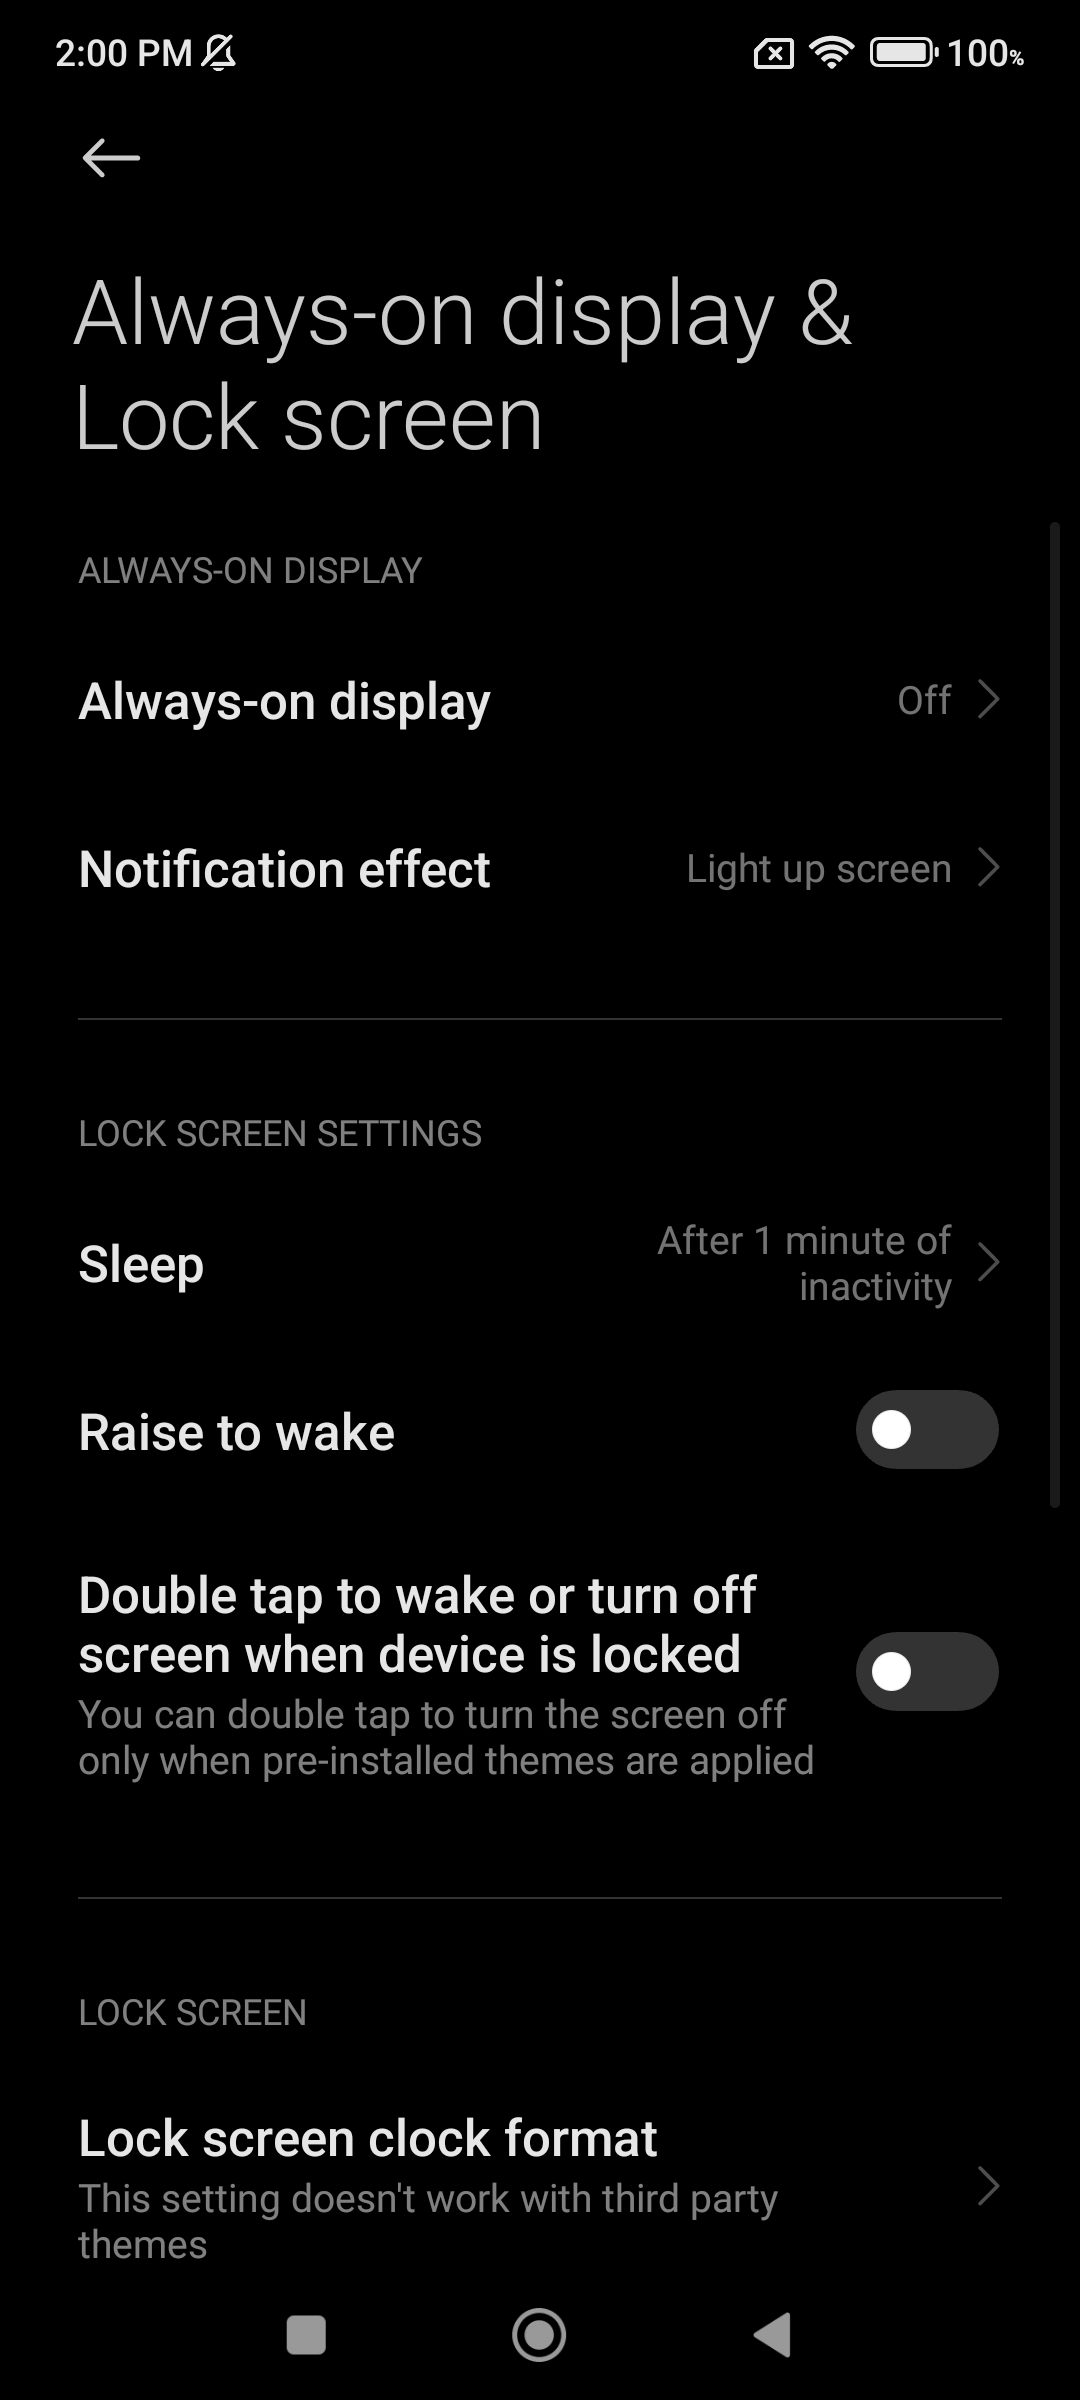 2:00 PM
100%
Always-on display &
Lock screen
ALWAYS-ON DISPLAY
Always-on display
Off
Notification effect
Light up screen
LOCK SCREEN SETTINGS
Sleep
After 1 minute of
inactivity
Raise to wake
Double tap to wake or turn off
screen when device is locked
You can double tap to turn the screen off
only when pre-installed themes are applied
LOCK SCREEN
Lock screen clock format
This setting doesn't work with third party
themes